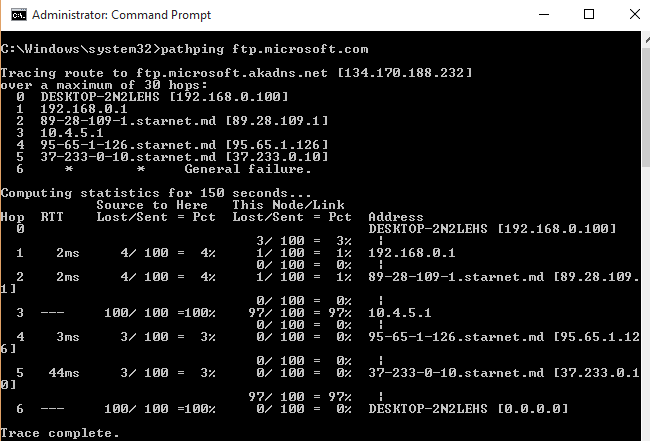 Administrator: Command Prompt
C:\Windows\system32>pathping ftp.microsoft.com
Tracing route to ftp.microsoft.akadns.net [134.170.188.232]
over a maximum of 30 hops:
  0  DESKTOP-2N2LEHS [192.168.0.100]
  1  192.168.0.1
  2  89-28-109-1.starnet.md [89.28.109.1]
  3  10.4.5.1
  4  95-65-1-126.starnet.md [95.65.1.126]
  5  37-233-0-10.starnet.md [37.233.0.10]
  6     *        *     General failure.
Computing statistics for 150 seconds...
            Source to Here   This Node/Link
Hop  RTT    Lost/Sent = Pct  Lost/Sent = Pct  Address
  0                                           DESKTOP-2N2LEHS [192.168.0.100]
                                3/ 100 =  3%   ¦
  1    2ms     4/ 100 =  4%     1/ 100 =  1%  192.168.0.1
                                0/ 100 =  0%   ¦
  2    2ms     4/ 100 =  4%     1/ 100 =  1%  89-28-109-1.starnet.md [89.28.109.
1]
                                0/ 100 =  0%   ¦
  3  ---     100/ 100 =100%    97/ 100 = 97%  10.4.5.1
                                0/ 100 =  0%   ¦
  4    3ms     3/ 100 =  3%     0/ 100 =  0%  95-65-1-126.starnet.md [95.65.1.12
6]
                                0/ 100 =  0%   ¦
  5   44ms     3/ 100 =  3%     0/ 100 =  0%  37-233-0-10.starnet.md [37.233.0.1
0]
                               97/ 100 = 97%   ¦
  6  ---     100/ 100 =100%     0/ 100 =  0%  DESKTOP-2N2LEHS [0.0.0.0]
Trace complete.